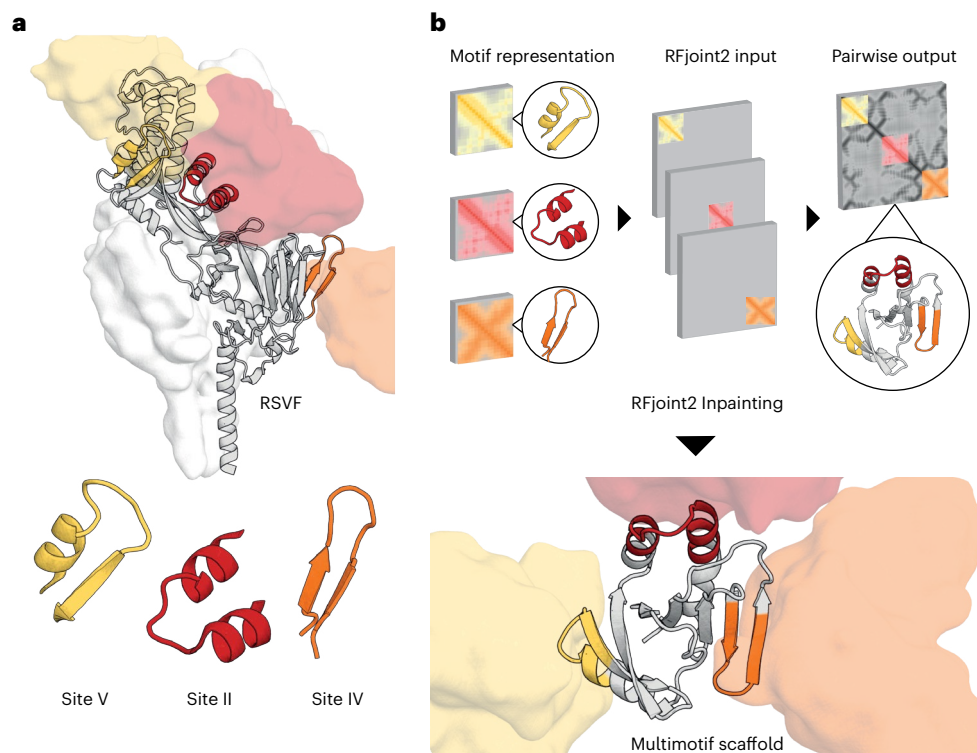 a
RSVF
Site V
Site II
Site IV
b
Motif representation
RFjoint2 input
Pairwise output
RFjoint2 Inpainting
Multimotif scaffold